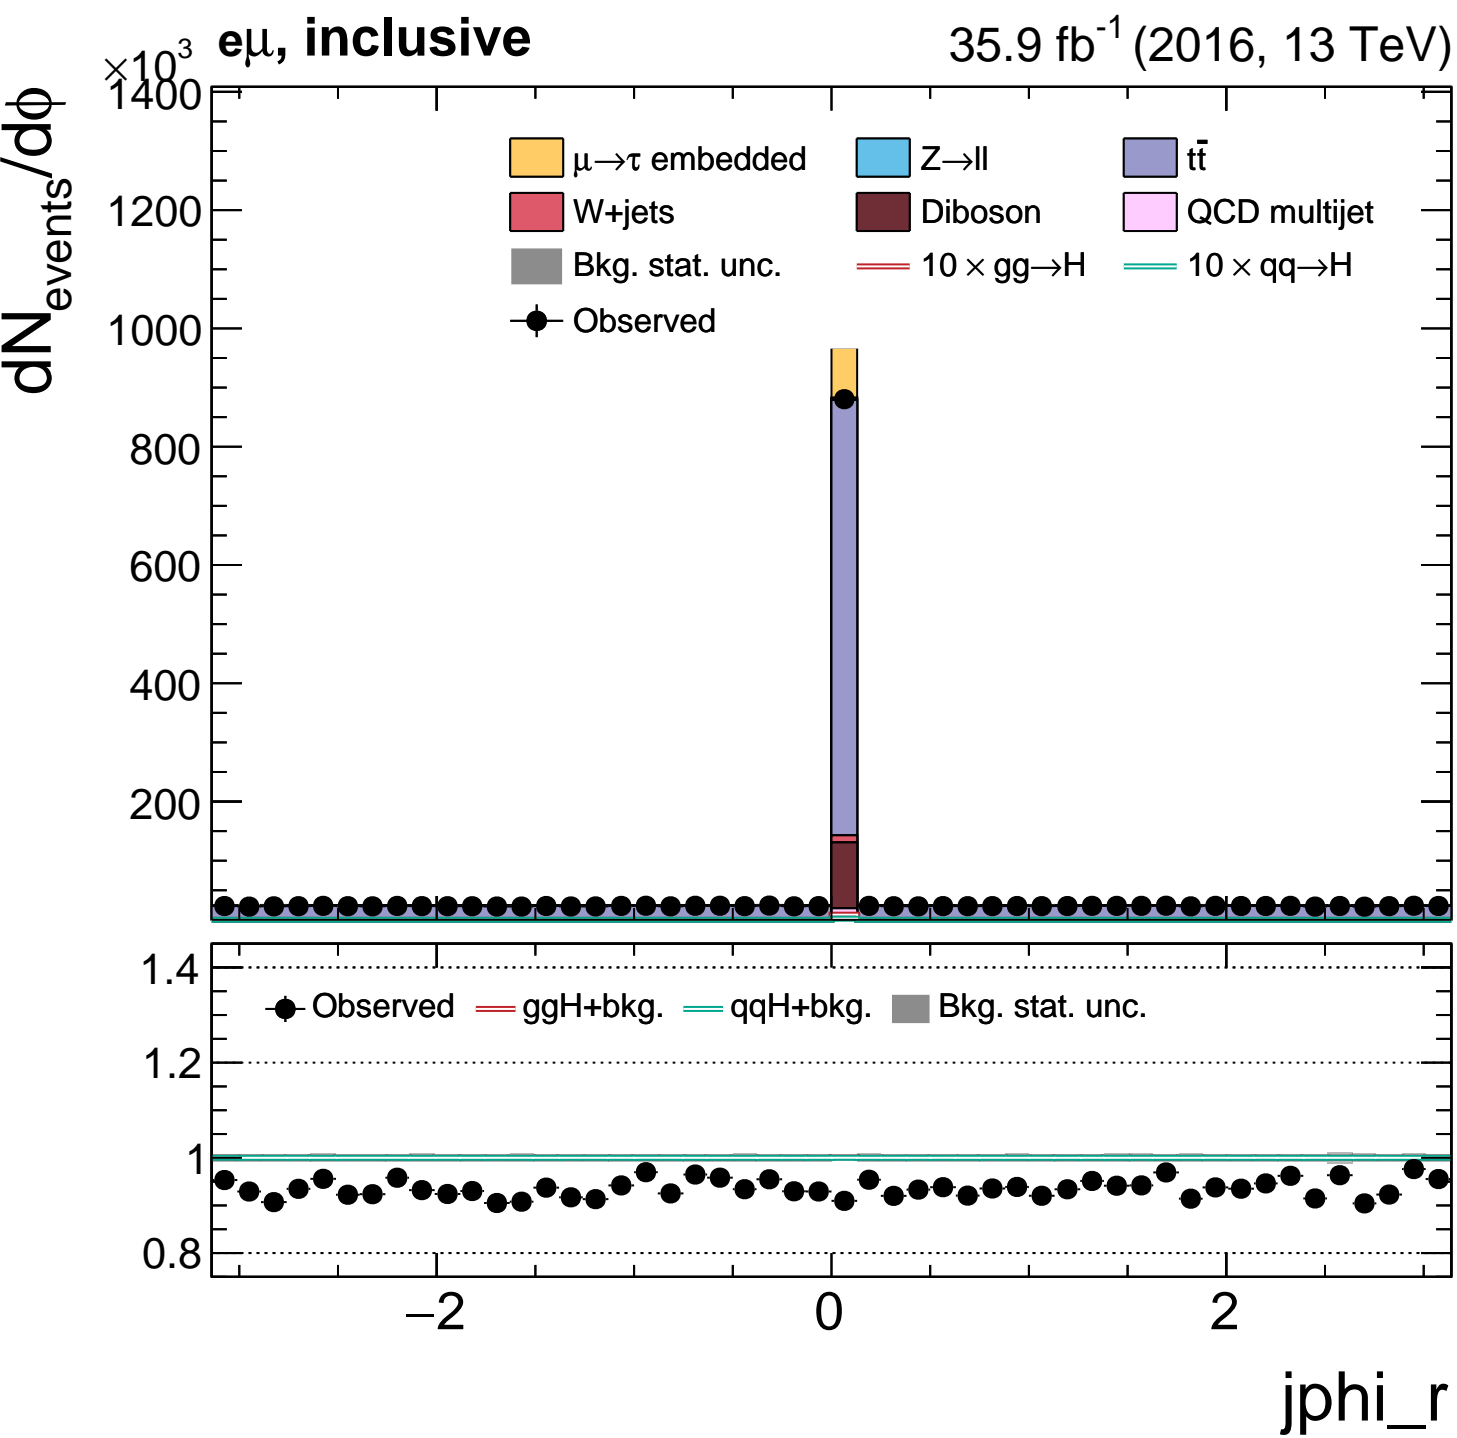 eμ, inclusive 35.9 fb⁻¹ (2016, 13 TeV)
×10³
dN_events/dϕ
1400
1200
1000
800
600
400
200
μ→τ embedded Z→ll tt̄
W+jets Diboson QCD multijet
Bkg. stat. unc. 10 × gg→H 10 × qq→H
Observed
1.4
1.2
1
0.8
Observed ggH+bkg. qqH+bkg. Bkg. stat. unc.
−2 0 2
jphi_r